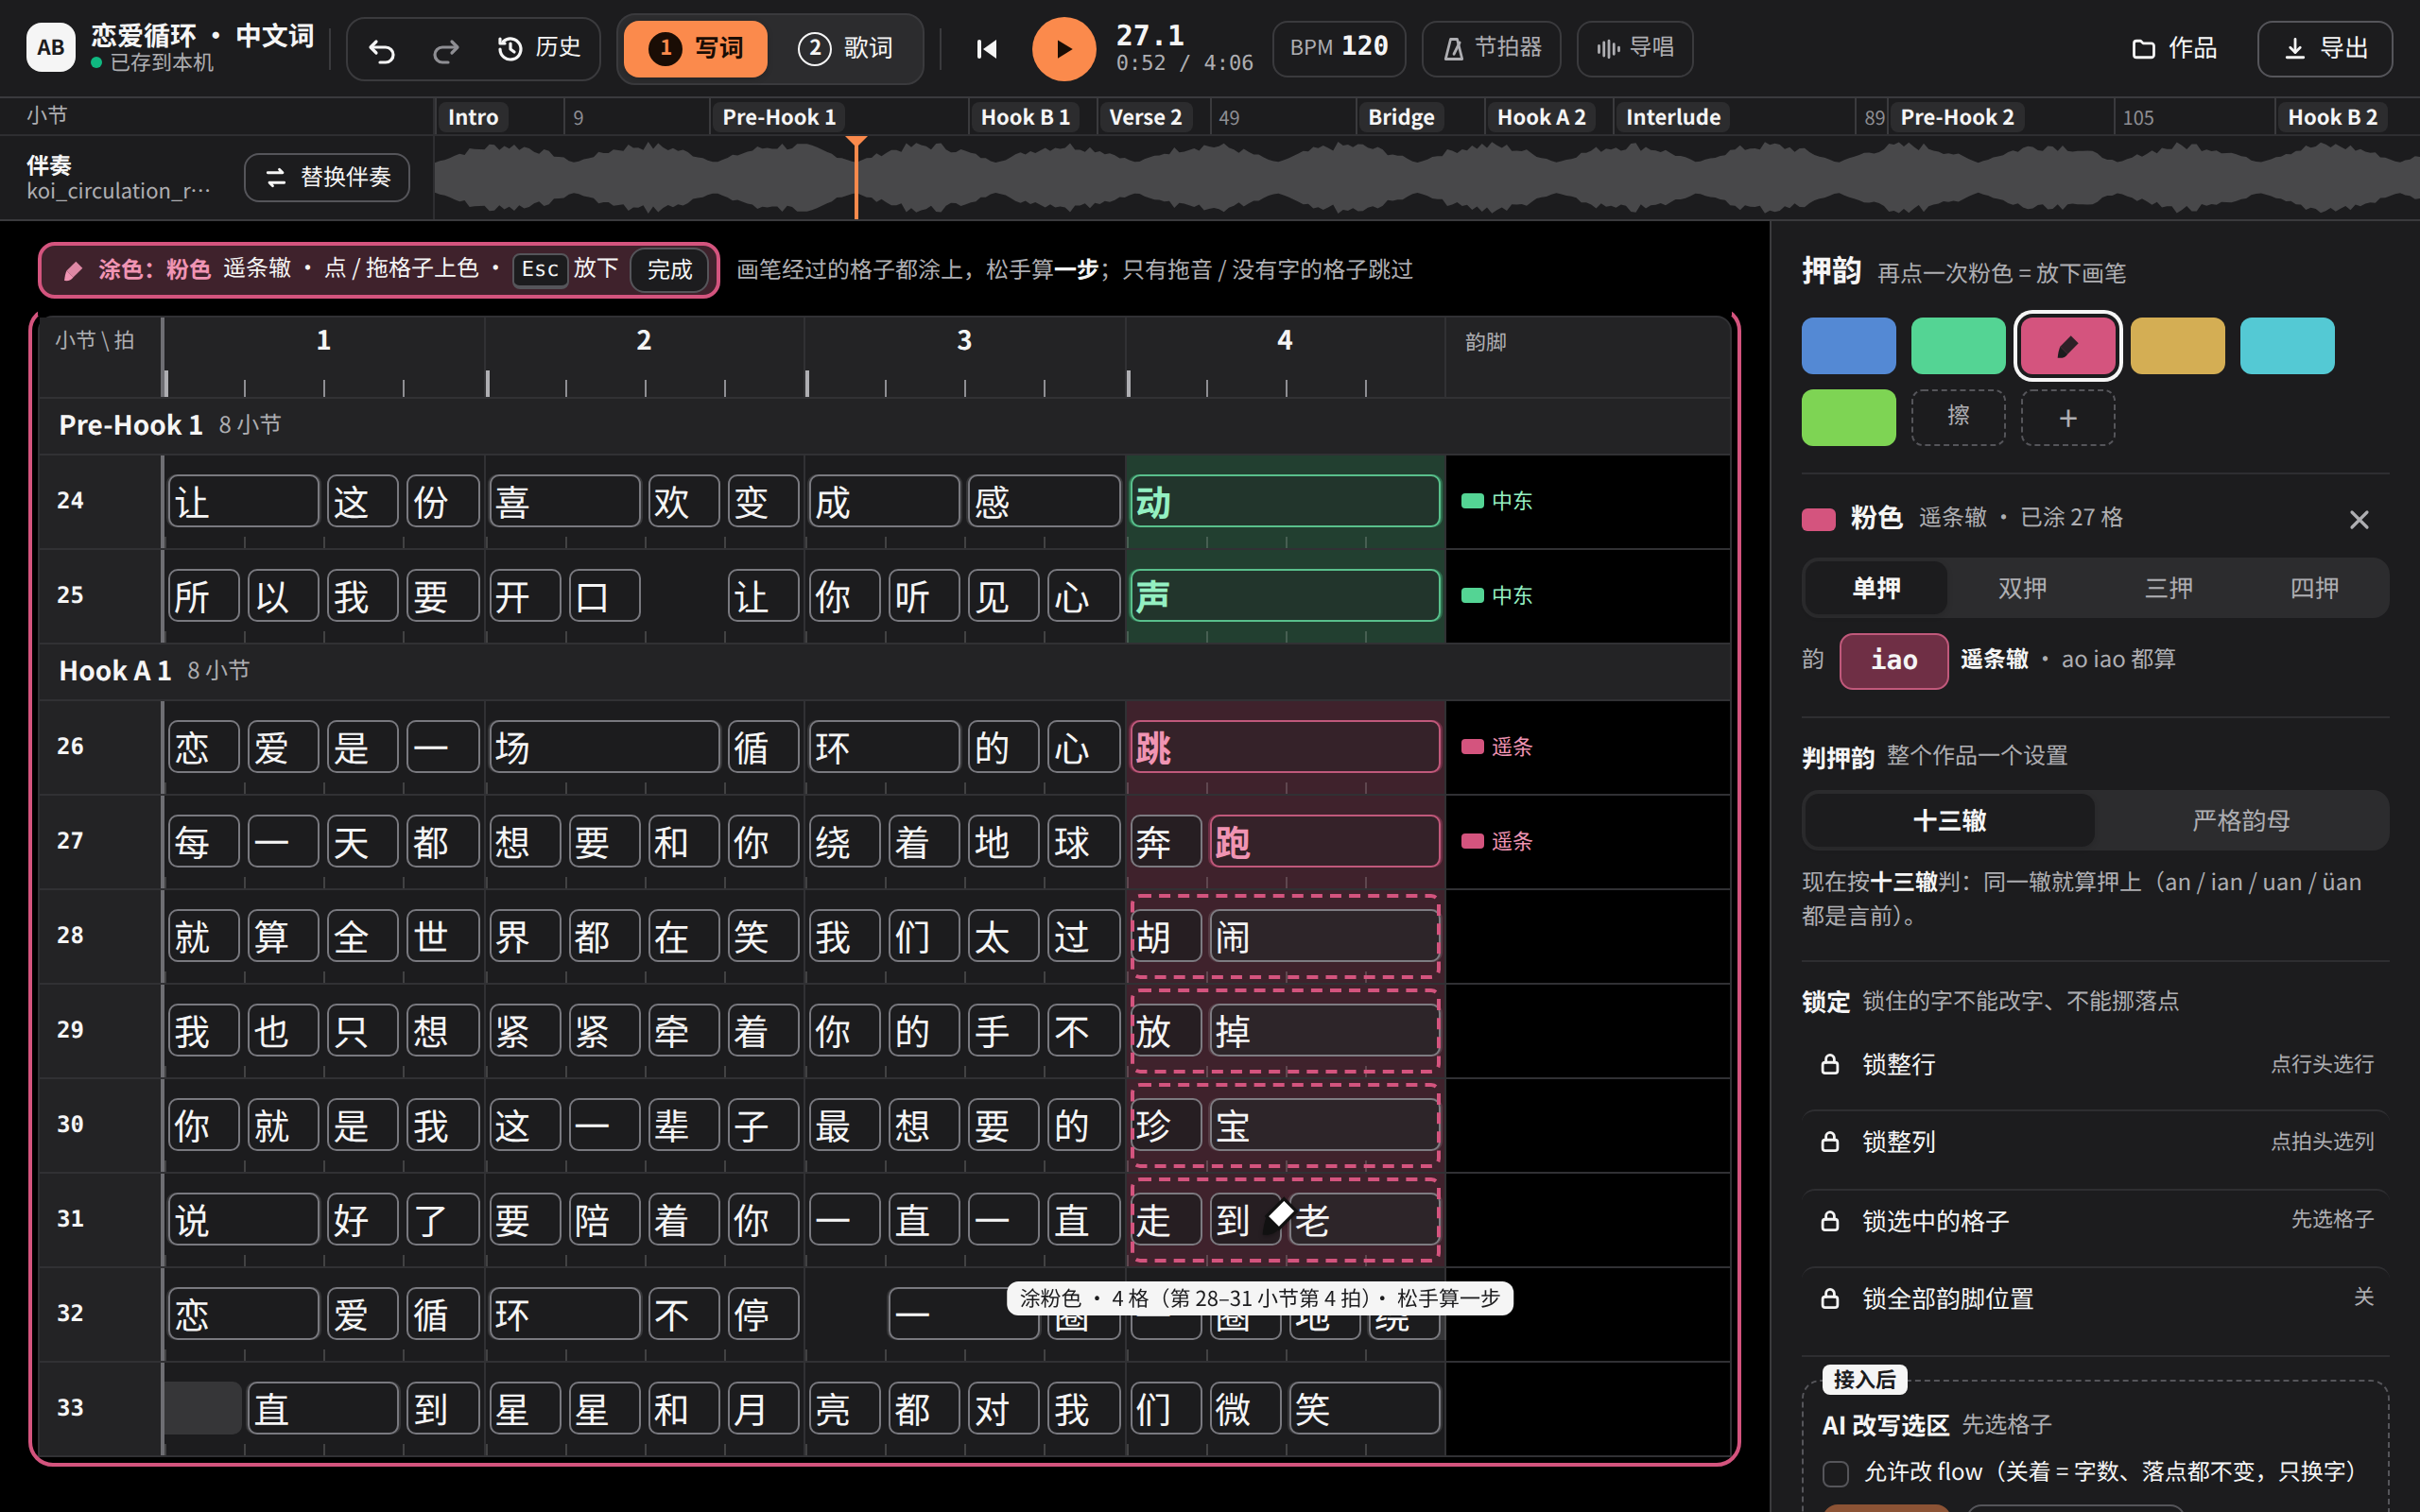 AB 恋爱循环 · 中文词 历史 1 写词 2 歌词 27.1 BPM 120 节拍器 导唱 作品 导出
已存到本机 0:52 / 4:06
小节 Intro 9 Pre-Hook 1 Hook B 1 Verse 2 49 Bridge Hook A 2 Interlude 89 Pre-Hook 2 105 Hook B 2
伴奏
koi_circulation_r… 替换伴奏
涂色：粉色 遥条辙 · 点 / 拖格子上色 · Esc 放下 完成 画笔经过的格子都涂上，松手算一步；只有拖音 / 没有字的格子跳过
小节 \ 拍 1 2 3 4 韵脚
Pre-Hook 1 8 小节
24 让 这 份 喜 欢 变 成 感 动 中东
25 所 以 我 要 开 口 让 你 听 见 心 声 中东
Hook A 1 8 小节
26 恋 爱 是 一 场 循 环 的 心 跳 遥条
27 每 一 天 都 想 要 和 你 绕 着 地 球 奔 跑 遥条
28 就 算 全 世 界 都 在 笑 我 们 太 过 胡 闹
29 我 也 只 想 紧 紧 牵 着 你 的 手 不 放 掉
30 你 就 是 我 这 一 辈 子 最 想 要 的 珍 宝
31 说 好 了 要 陪 着 你 一 直 一 直 走 到 老
涂粉色 · 4 格（第 28–31 小节第 4 拍）· 松手算一步
32 恋 爱 循 环 不 停 一 圈 一 圈 地 绕
33 直 到 星 星 和 月 亮 都 对 我 们 微 笑
押韵 再点一次粉色 = 放下画笔
擦 +
粉色 遥条辙 · 已涂 27 格
单押 双押 三押 四押
韵 iao 遥条辙 · ao iao 都算
判押韵 整个作品一个设置
十三辙 严格韵母
现在按十三辙判：同一辙就算押上（an / ian / uan / üan
都是言前）。
锁定 锁住的字不能改字、不能挪落点
锁整行 点行头选行
锁整列 点拍头选列
锁选中的格子 先选格子
锁全部韵脚位置 关
接入后
AI 改写选区 先选格子
允许改 flow（关着 = 字数、落点都不变，只换字）